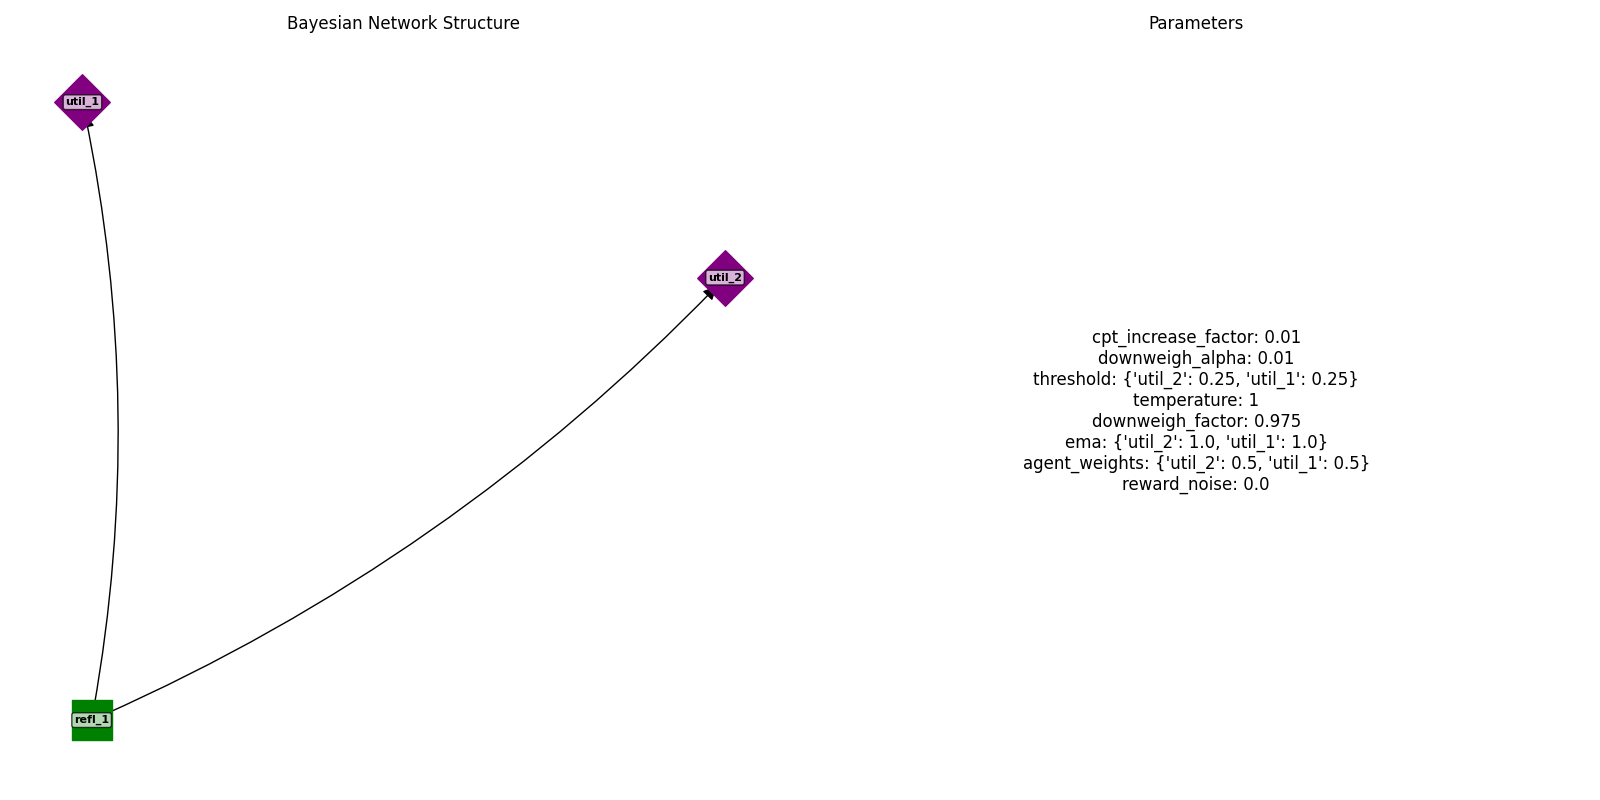 Bayesian Network Structure
Parameters
util_1
util_2
cpt_increase_factor: 0.01
downweigh_alpha: 0.01
threshold: {'util_2': 0.25, 'util_1': 0.25}
temperature: 1
downweigh_factor: 0.975
ema: {'util_2': 1.0, 'util_1': 1.0}
agent_weights: {'util_2': 0.5, 'util_1': 0.5}
reward_noise: 0.0
refl_1